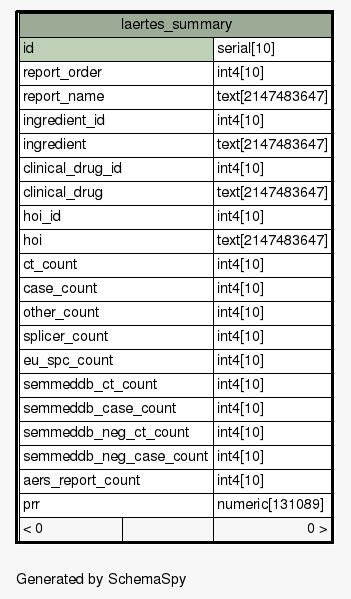 laertes_summary
id serial[10]
report_order int4[10]
report_name text[2147483647]
ingredient_id int4[10]
ingredient text[2147483647]
clinical_drug_id int4[10]
clinical_drug text[2147483647]
hoi_id int4[10]
hoi text[2147483647]
ct_count int4[10]
case_count int4[10]
other_count int4[10]
splicer_count int4[10]
eu_spc_count int4[10]
semmeddb_ct_count int4[10]
semmeddb_case_count int4[10]
semmeddb_neg_ct_count int4[10]
semmeddb_neg_case_count int4[10]
aers_report_count int4[10]
prr numeric[131089]
< 0 0 >
Generated by SchemaSpy